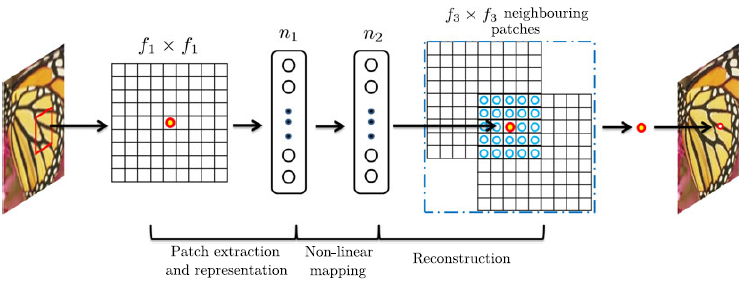 f₁ × f₁
n₁
n₂
f₃ × f₃ neighbouring
patches
Patch extraction
and representation
Non-linear
mapping
Reconstruction